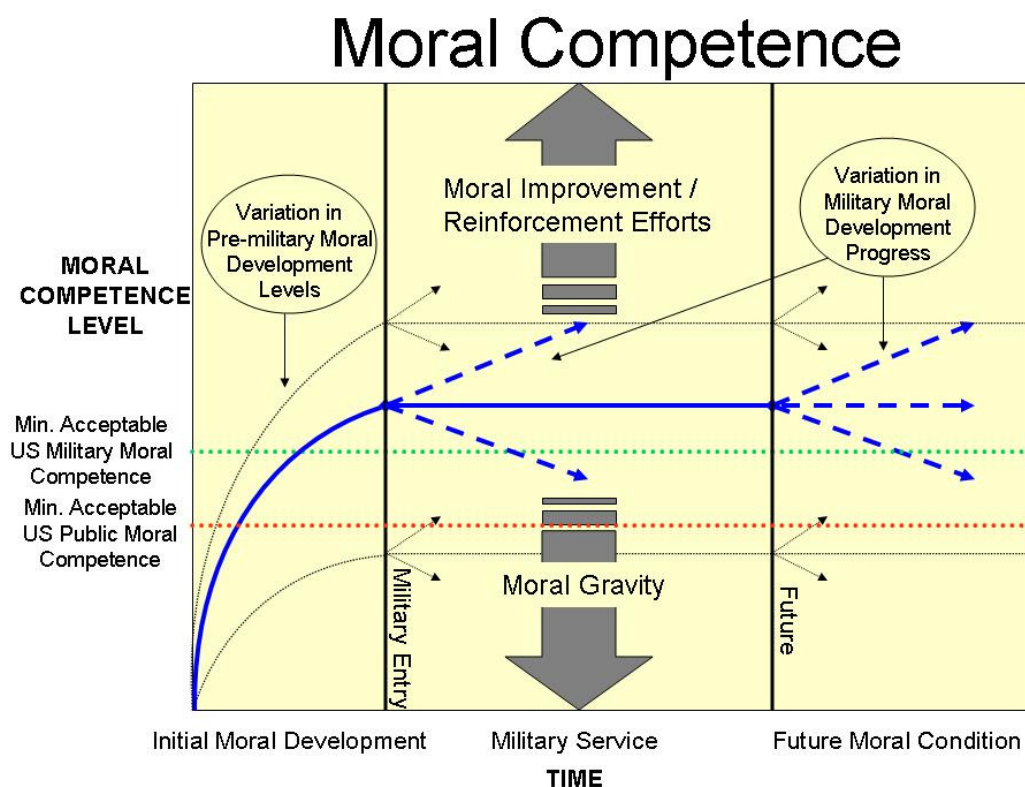 Moral Competence
Variation in
Pre-military Moral
Development
Levels
Moral Improvement /
Reinforcement Efforts
Variation in
Military Moral
Development
Progress
MORAL
COMPETENCE
LEVEL
Min. Acceptable
US Military Moral
Competence
Min. Acceptable
US Public Moral
Competence
Moral Gravity
Military Entry
Future
Initial Moral Development
Military Service
Future Moral Condition
TIME